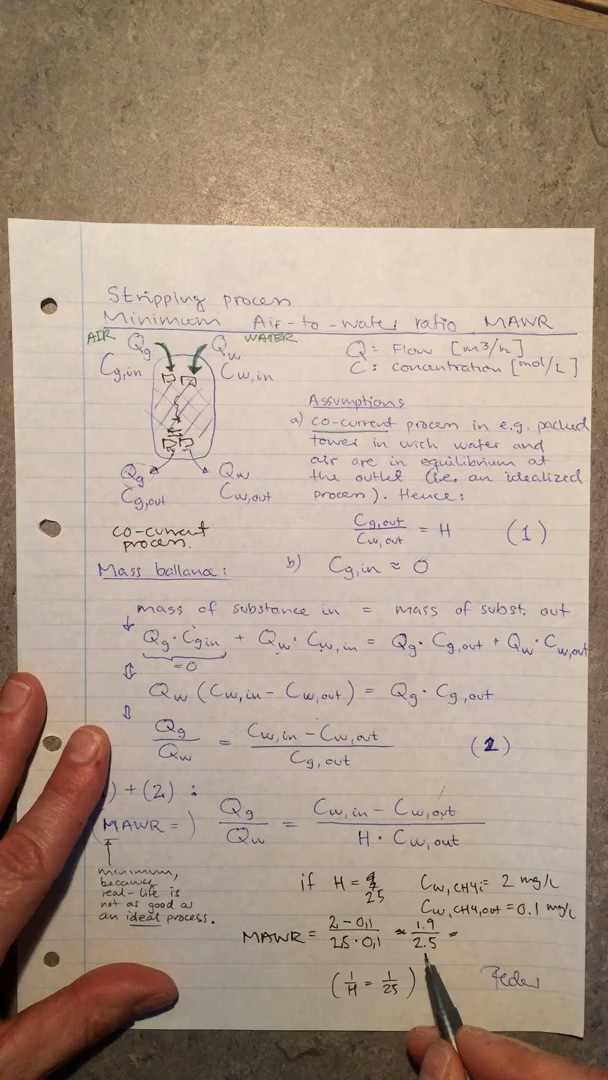 Stripping process
Minimum Air-to-water ratio MAWR
AIR Qg Qw WATER
Cg,in Cw,in
Q: Flow [m3/h]
C: concentration [mol/L]
Qg Qw
Cg,out Cw,out
co-current
process.
Assumptions
a) co-current process in e.g. packed
tower in wich water and
air are in equilibrium at
the outlet (i.e. an idealized
process). Hence:
Cg,out / Cw,out = H (1)
b) Cg,in ≈ 0
Mass ballance:
mass of substance in = mass of subst. out
Qg · Cgin + Qw · Cw,in = Qg · Cg,out + Qw · Cw,out
=0
Qw (Cw,in - Cw,out) = Qg · Cg,out
Qg / Qw = Cw,in - Cw,out / Cg,out (2)
) + (2) :
(MAWR =) Qg / Qw = Cw,in - Cw,out / H · Cw,out
minimum,
because
real-life is
not as good as
an ideal process.
if H = 25
Cw,CH4i = 2 mg/L
Cw,CH4,out = 0.1 mg/L
MAWR = 2-0,1 / 25·0,1 ≈ 1.9 / 2.5 =
(1/H = 1/25)